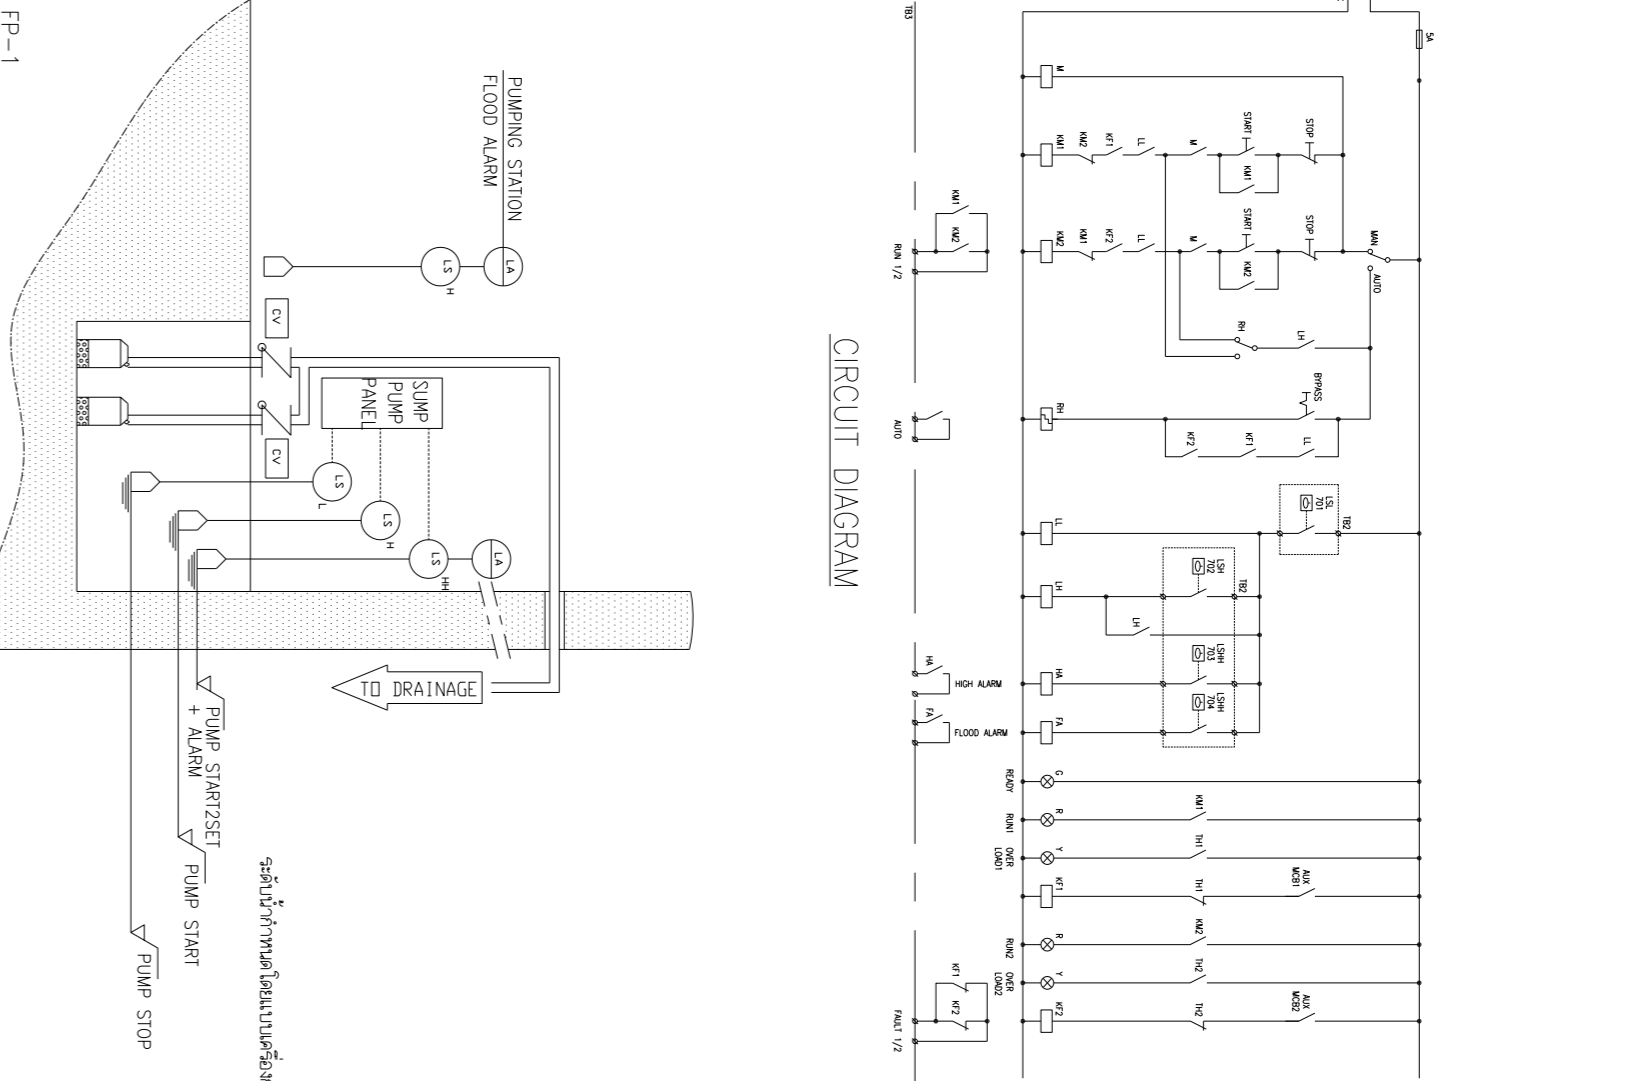 5A
M
KM1
KM2
KF1
LL
M
START
STOP
KM1
KM2
KM1
KF2
LL
M
START
STOP
KM2
MAN
AUTO
RH
LH
RH
BYPASS
KF2
KF1
LL
LL
LSL
701
TB2
LH
LH
LSH
702
TB2
HA
LSHH
703
FA
LSHH
704
G
READY
R
RUN1
KM1
Y
OVER
LOAD1
TH1
KF1
TH1
AUX
MCB1
R
RUN2
KM2
Y
OVER
LOAD2
TH2
KF2
TH2
AUX
MCB2
TB3
KM1
KM2
RUN 1/2
AUTO
HA
HIGH ALARM
FA
FLOOD ALARM
KF1
KF2
FAULT 1/2
CIRCUIT DIAGRAM
PUMPING STATION
FLOOD ALARM
LA
LS
H
CV
CV
SUMP
PUMP
PANEL
LS
L
LS
H
LS
HH
LA
TO DRAINAGE
PUMP START2SET
+ ALARM
PUMP START
PUMP STOP
FP-1